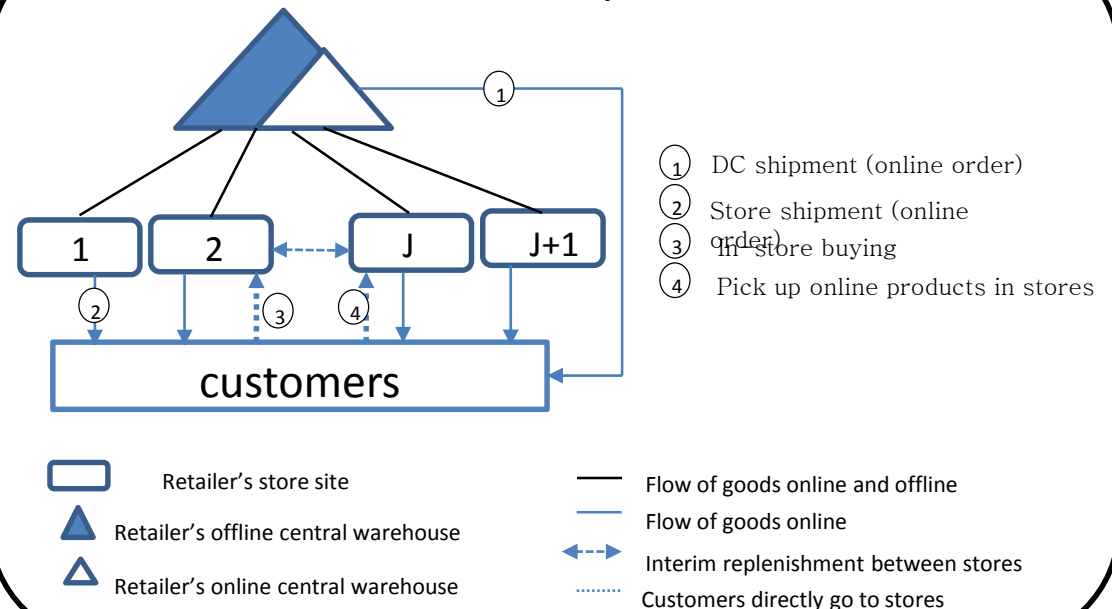 1
1 DC shipment (online order)
2 Store shipment (online
order)
3 In-store buying
4 Pick up online products in stores
1
2
J
J+1
2
3
4
customers
Retailer's store site
Retailer's offline central warehouse
Retailer's online central warehouse
Flow of goods online and offline
Flow of goods online
Interim replenishment between stores
Customers directly go to stores